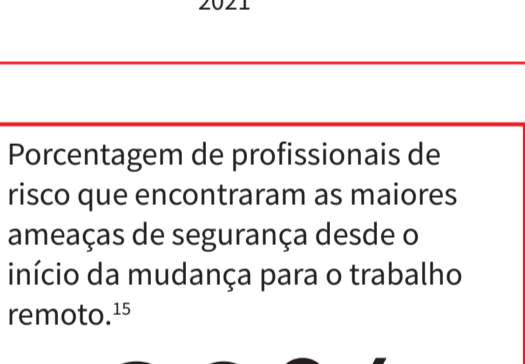 2021
Porcentagem de profissionais de
risco que encontraram as maiores
ameaças de segurança desde o
início da mudança para o trabalho
remoto.15